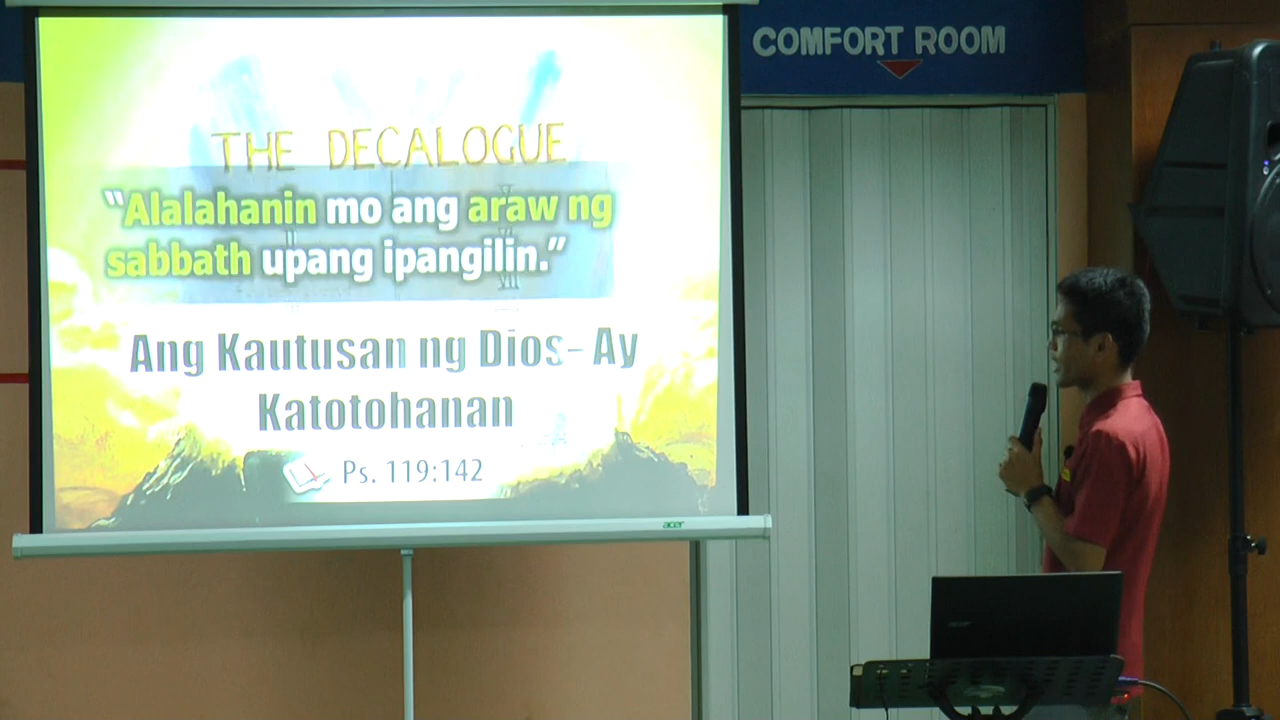 COMFORT ROOM
THE DECALOGUE
“Alalahanin mo ang araw ng
sabbath upang ipangilin.”
Ang Kautusan ng Dios- Ay
Katotohanan
Ps. 119:142
acer